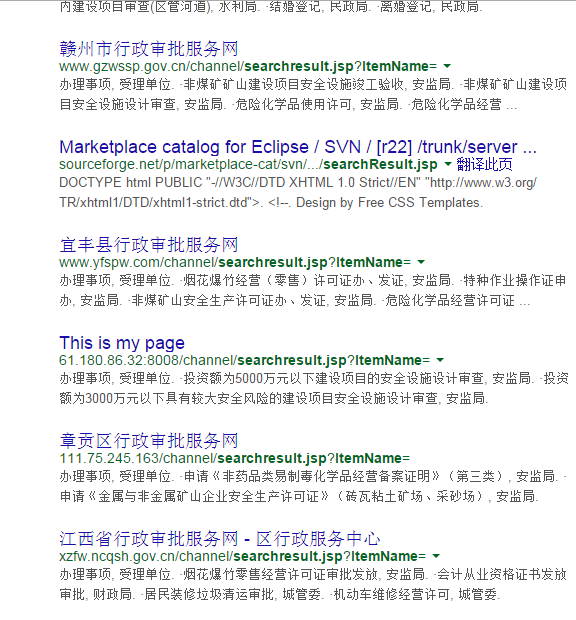 内建设项目审查(区管河道), 水利局. ·结婚登记, 民政局. ·离婚登记, 民政局.
赣州市行政审批服务网
www.gzwssp.gov.cn/channel/searchresult.jsp?ItemName=
办理事项, 受理单位. ·非煤矿矿山建设项目安全设施竣工验收, 安监局. ·非煤矿矿山建设项
目安全设施设计审查, 安监局. ·危险化学品使用许可, 安监局. ·危险化学品经营 ...
Marketplace catalog for Eclipse / SVN / [r22] /trunk/server ...
sourceforge.net/p/marketplace-cat/svn/.../searchResult.jsp 翻译此页
DOCTYPE html PUBLIC "-//W3C//DTD XHTML 1.0 Strict//EN" "http://www.w3.org/
TR/xhtml1/DTD/xhtml1-strict.dtd">. <!--. Design by Free CSS Templates.
宜丰县行政审批服务网
www.yfspw.com/channel/searchresult.jsp?ItemName=
办理事项, 受理单位. ·烟花爆竹经营（零售）许可证办、发证, 安监局. ·特种作业操作证申
办, 安监局. ·非煤矿山安全生产许可证办、发证, 安监局. ·危险化学品经营许可证 ...
This is my page
61.180.86.32:8008/channel/searchresult.jsp?ItemName=
办理事项, 受理单位. ·投资额为5000万元以下建设项目的安全设施设计审查, 安监局. ·投资
额为3000万元以下具有较大安全风险的建设项目安全设施设计审查, 安监局.
章贡区行政审批服务网
111.75.245.163/channel/searchresult.jsp?ItemName=
办理事项, 受理单位. ·申请《非药品类易制毒化学品经营备案证明》（第三类）, 安监局. ·
申请《金属与非金属矿山企业安全生产许可证》（砖瓦粘土矿场、采砂场）, 安监局.
江西省行政审批服务网 - 区行政服务中心
xzfw.ncqsh.gov.cn/channel/searchresult.jsp?ItemName=
办理事项, 受理单位. ·烟花爆竹零售经营许可证审批发放, 安监局. ·会计从业资格证书发放
审批, 财政局. ·居民装修垃圾清运审批, 城管委. ·机动车维修经营许可, 城管委.